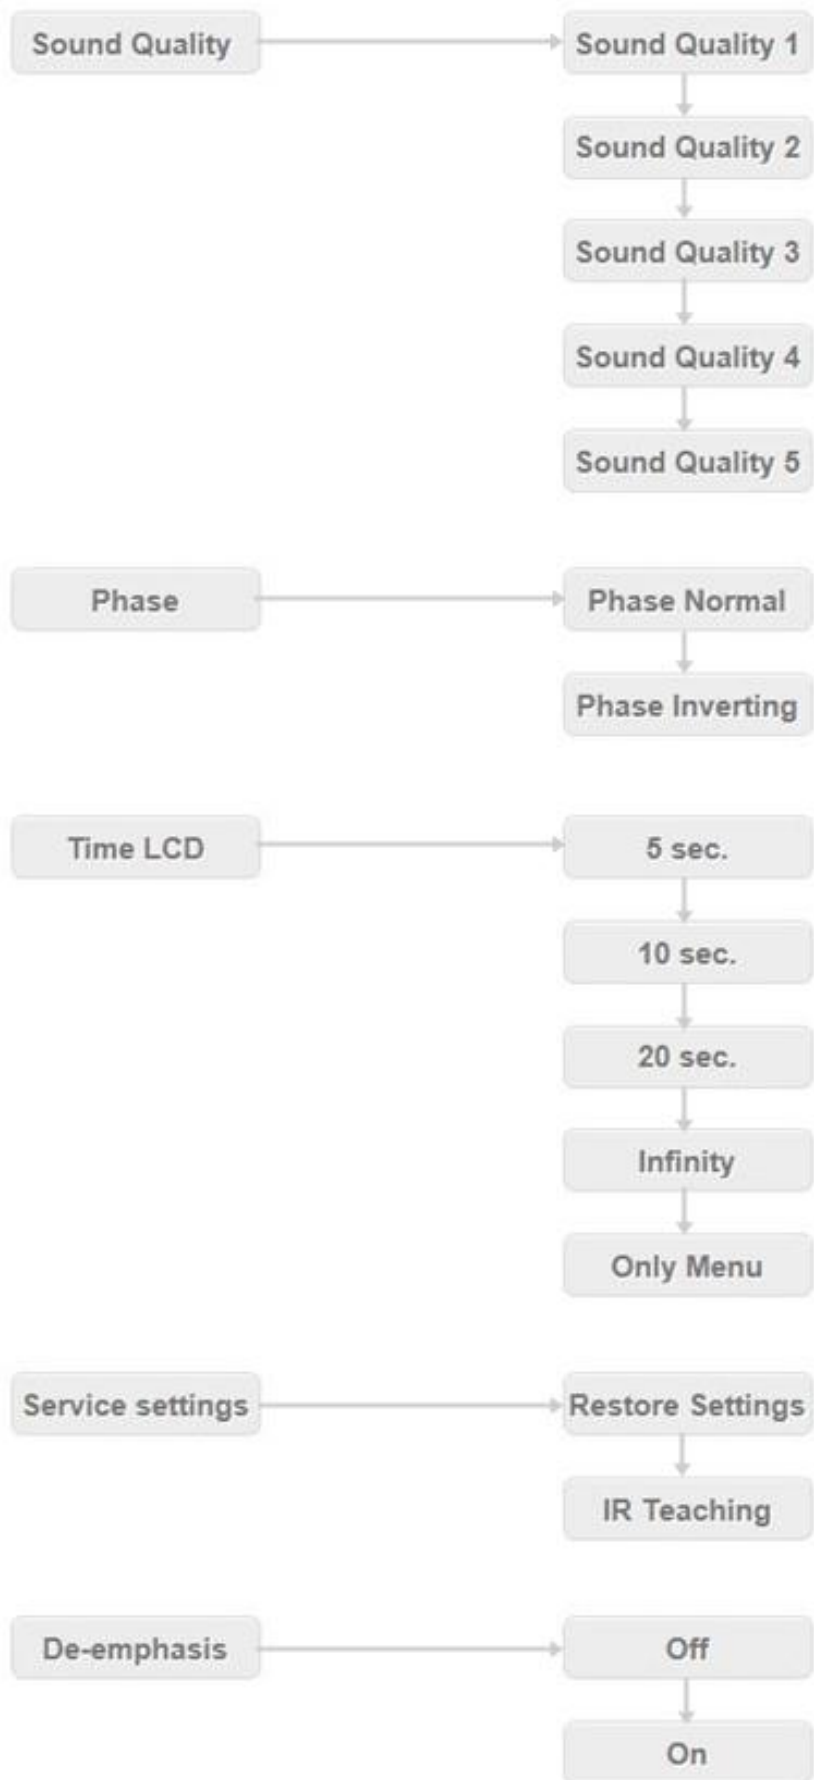 Sound Quality
Sound Quality 1
Sound Quality 2
Sound Quality 3
Sound Quality 4
Sound Quality 5
Phase
Phase Normal
Phase Inverting
Time LCD
5 sec.
10 sec.
20 sec.
Infinity
Only Menu
Service settings
Restore Settings
IR Teaching
De-emphasis
Off
On